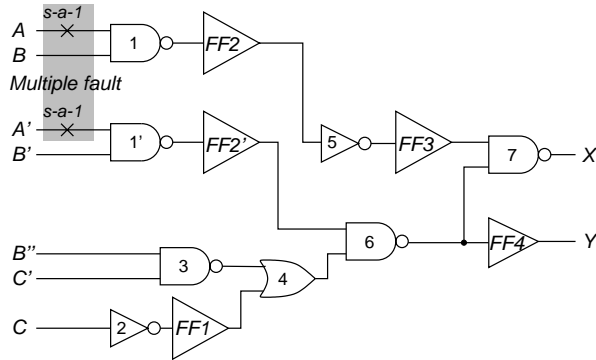 s-a-1
A
B
1
FF2
Multiple fault
s-a-1
A’
B’
1’
FF2’
5
FF3
7
X
6
FF4
Y
B’’
C’
3
4
C
2
FF1